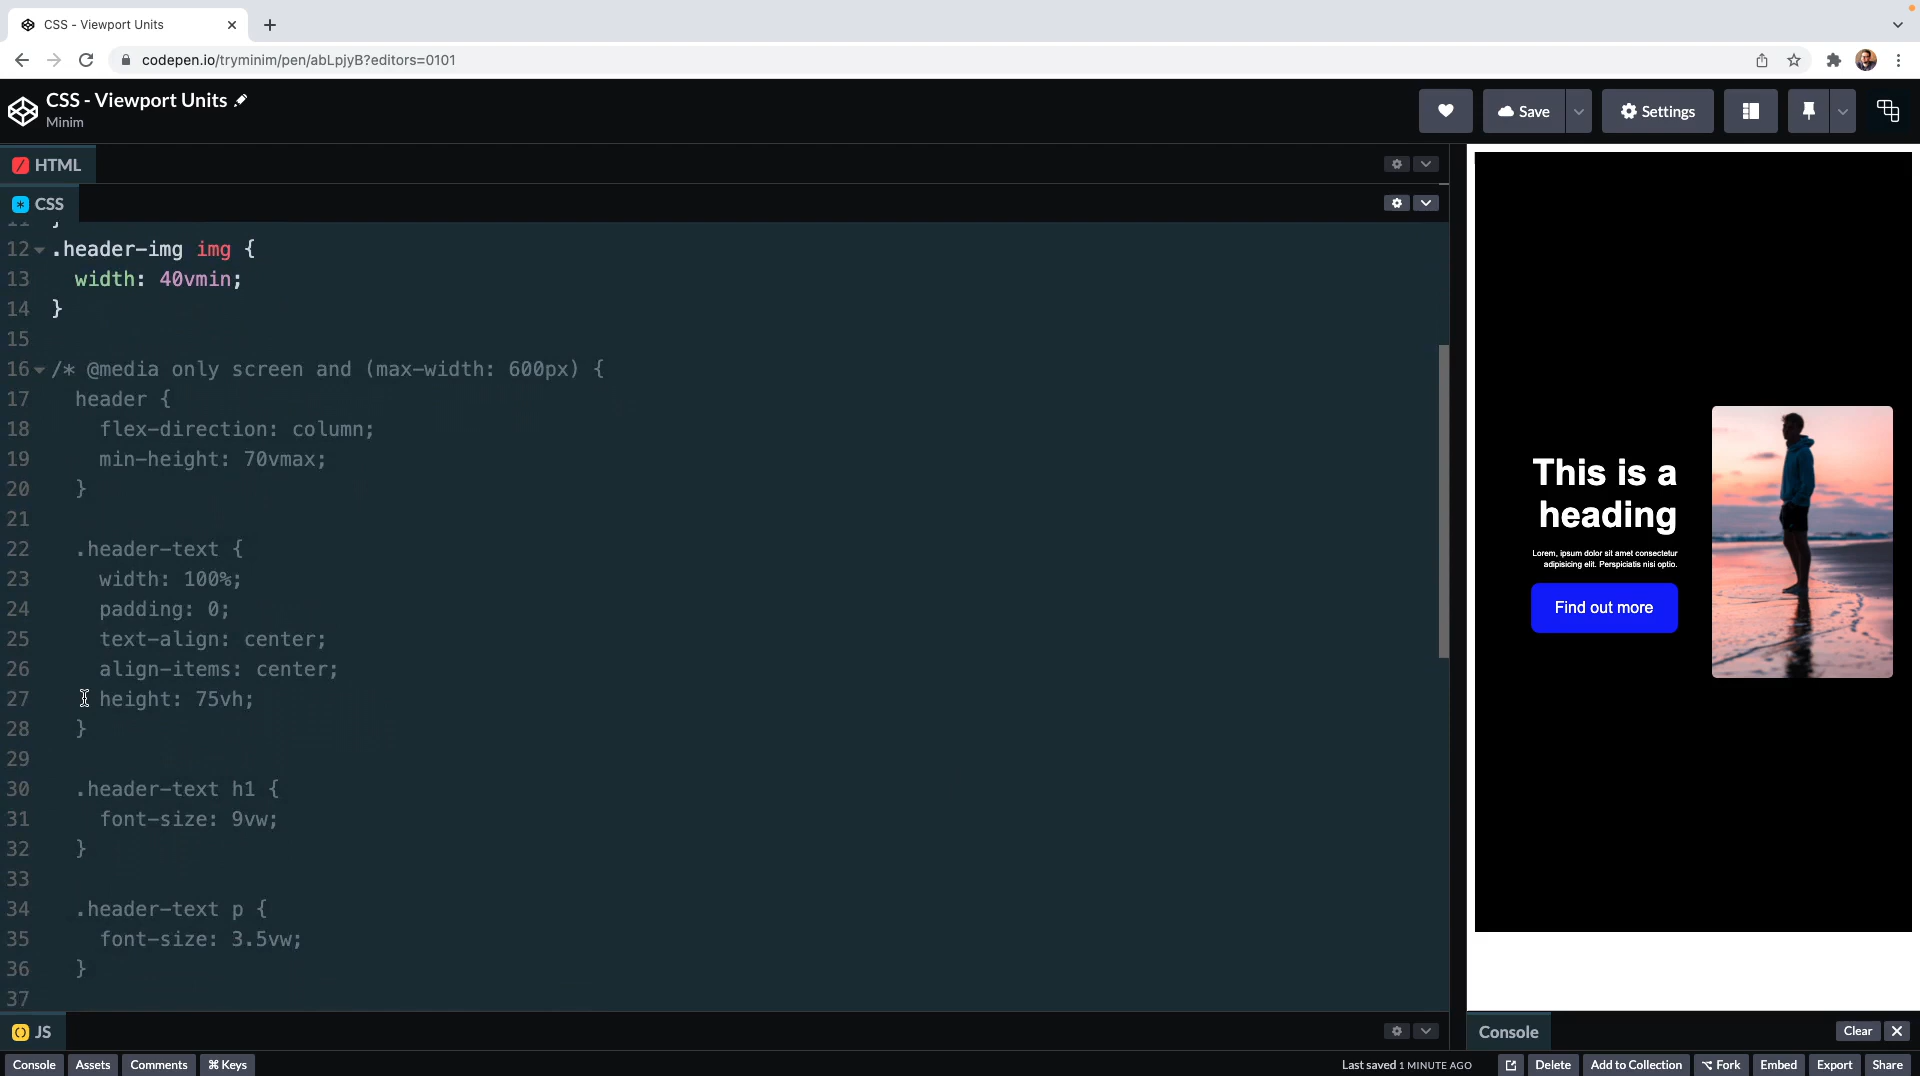 CSS - Viewport Units
codepen.io/tryminim/pen/abLpjyB?editors=0101
CSS - Viewport Units
Minim
Save
Settings
HTML
CSS
12 .header-img img {
13 width: 40vmin;
14 }
15
16 /* @media only screen and (max-width: 600px) {
17 header {
18 flex-direction: column;
19 min-height: 70vmax;
20 }
21
22 .header-text {
23 width: 100%;
24 padding: 0;
25 text-align: center;
26 align-items: center;
27 height: 75vh;
28 }
29
30 .header-text h1 {
31 font-size: 9vw;
32 }
33
34 .header-text p {
35 font-size: 3.5vw;
36 }
37
This is a
heading
Lorem, ipsum dolor sit amet consectetur
adipisicing elit. Perspiciatis nisi optio.
Find out more
JS
Console
Clear
Console
Assets
Comments
⌘ Keys
Last saved 1 MINUTE AGO
Delete
Add to Collection
⌥ Fork
Embed
Export
Share